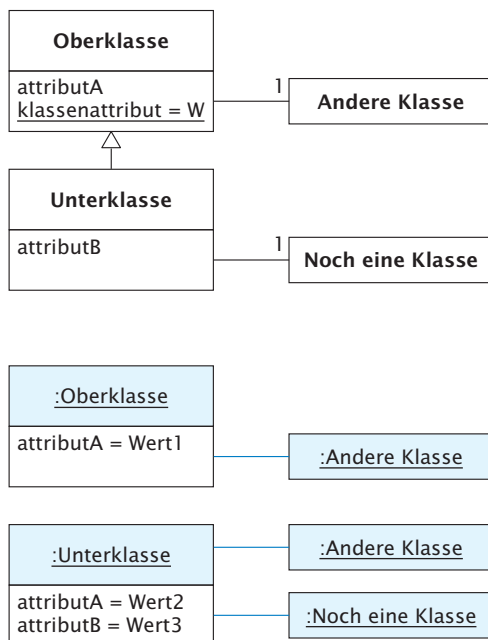 Oberklasse
attributA
klassenattribut = W
1
Andere Klasse
Unterklasse
attributB
1
Noch eine Klasse
:Oberklasse
attributA = Wert1
:Andere Klasse
:Unterklasse
:Andere Klasse
attributA = Wert2
attributB = Wert3
:Noch eine Klasse